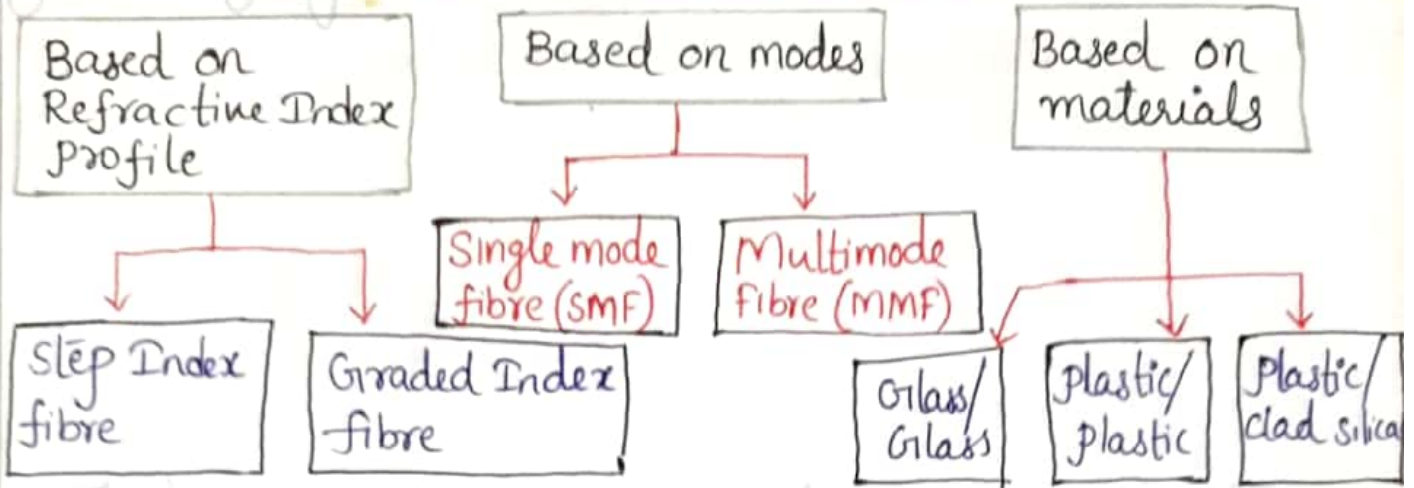 Based on
Refractive Index
Profile
Based on modes
Based on
materials
Single mode
fibre (SMF)
Multimode
fibre (MMF)
Step Index
fibre
Graded Index
fibre
Glass/
Glass
Plastic/
Plastic
Plastic/
clad silica